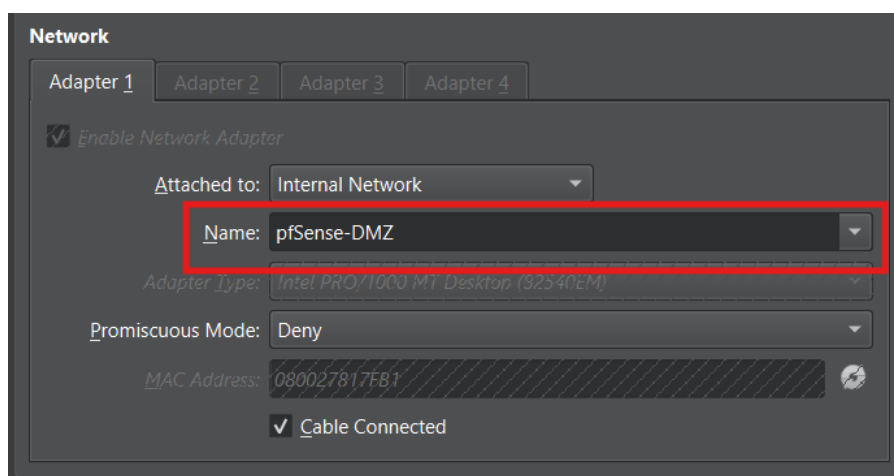 Network
Adapter 1 Adapter 2 Adapter 3 Adapter 4
Enable Network Adapter
Attached to: Internal Network
Name: pfSense-DMZ
Adapter Type: Intel PRO/1000 MT Desktop (82540EM)
Promiscuous Mode: Deny
MAC Address: 080027817FB1
Cable Connected